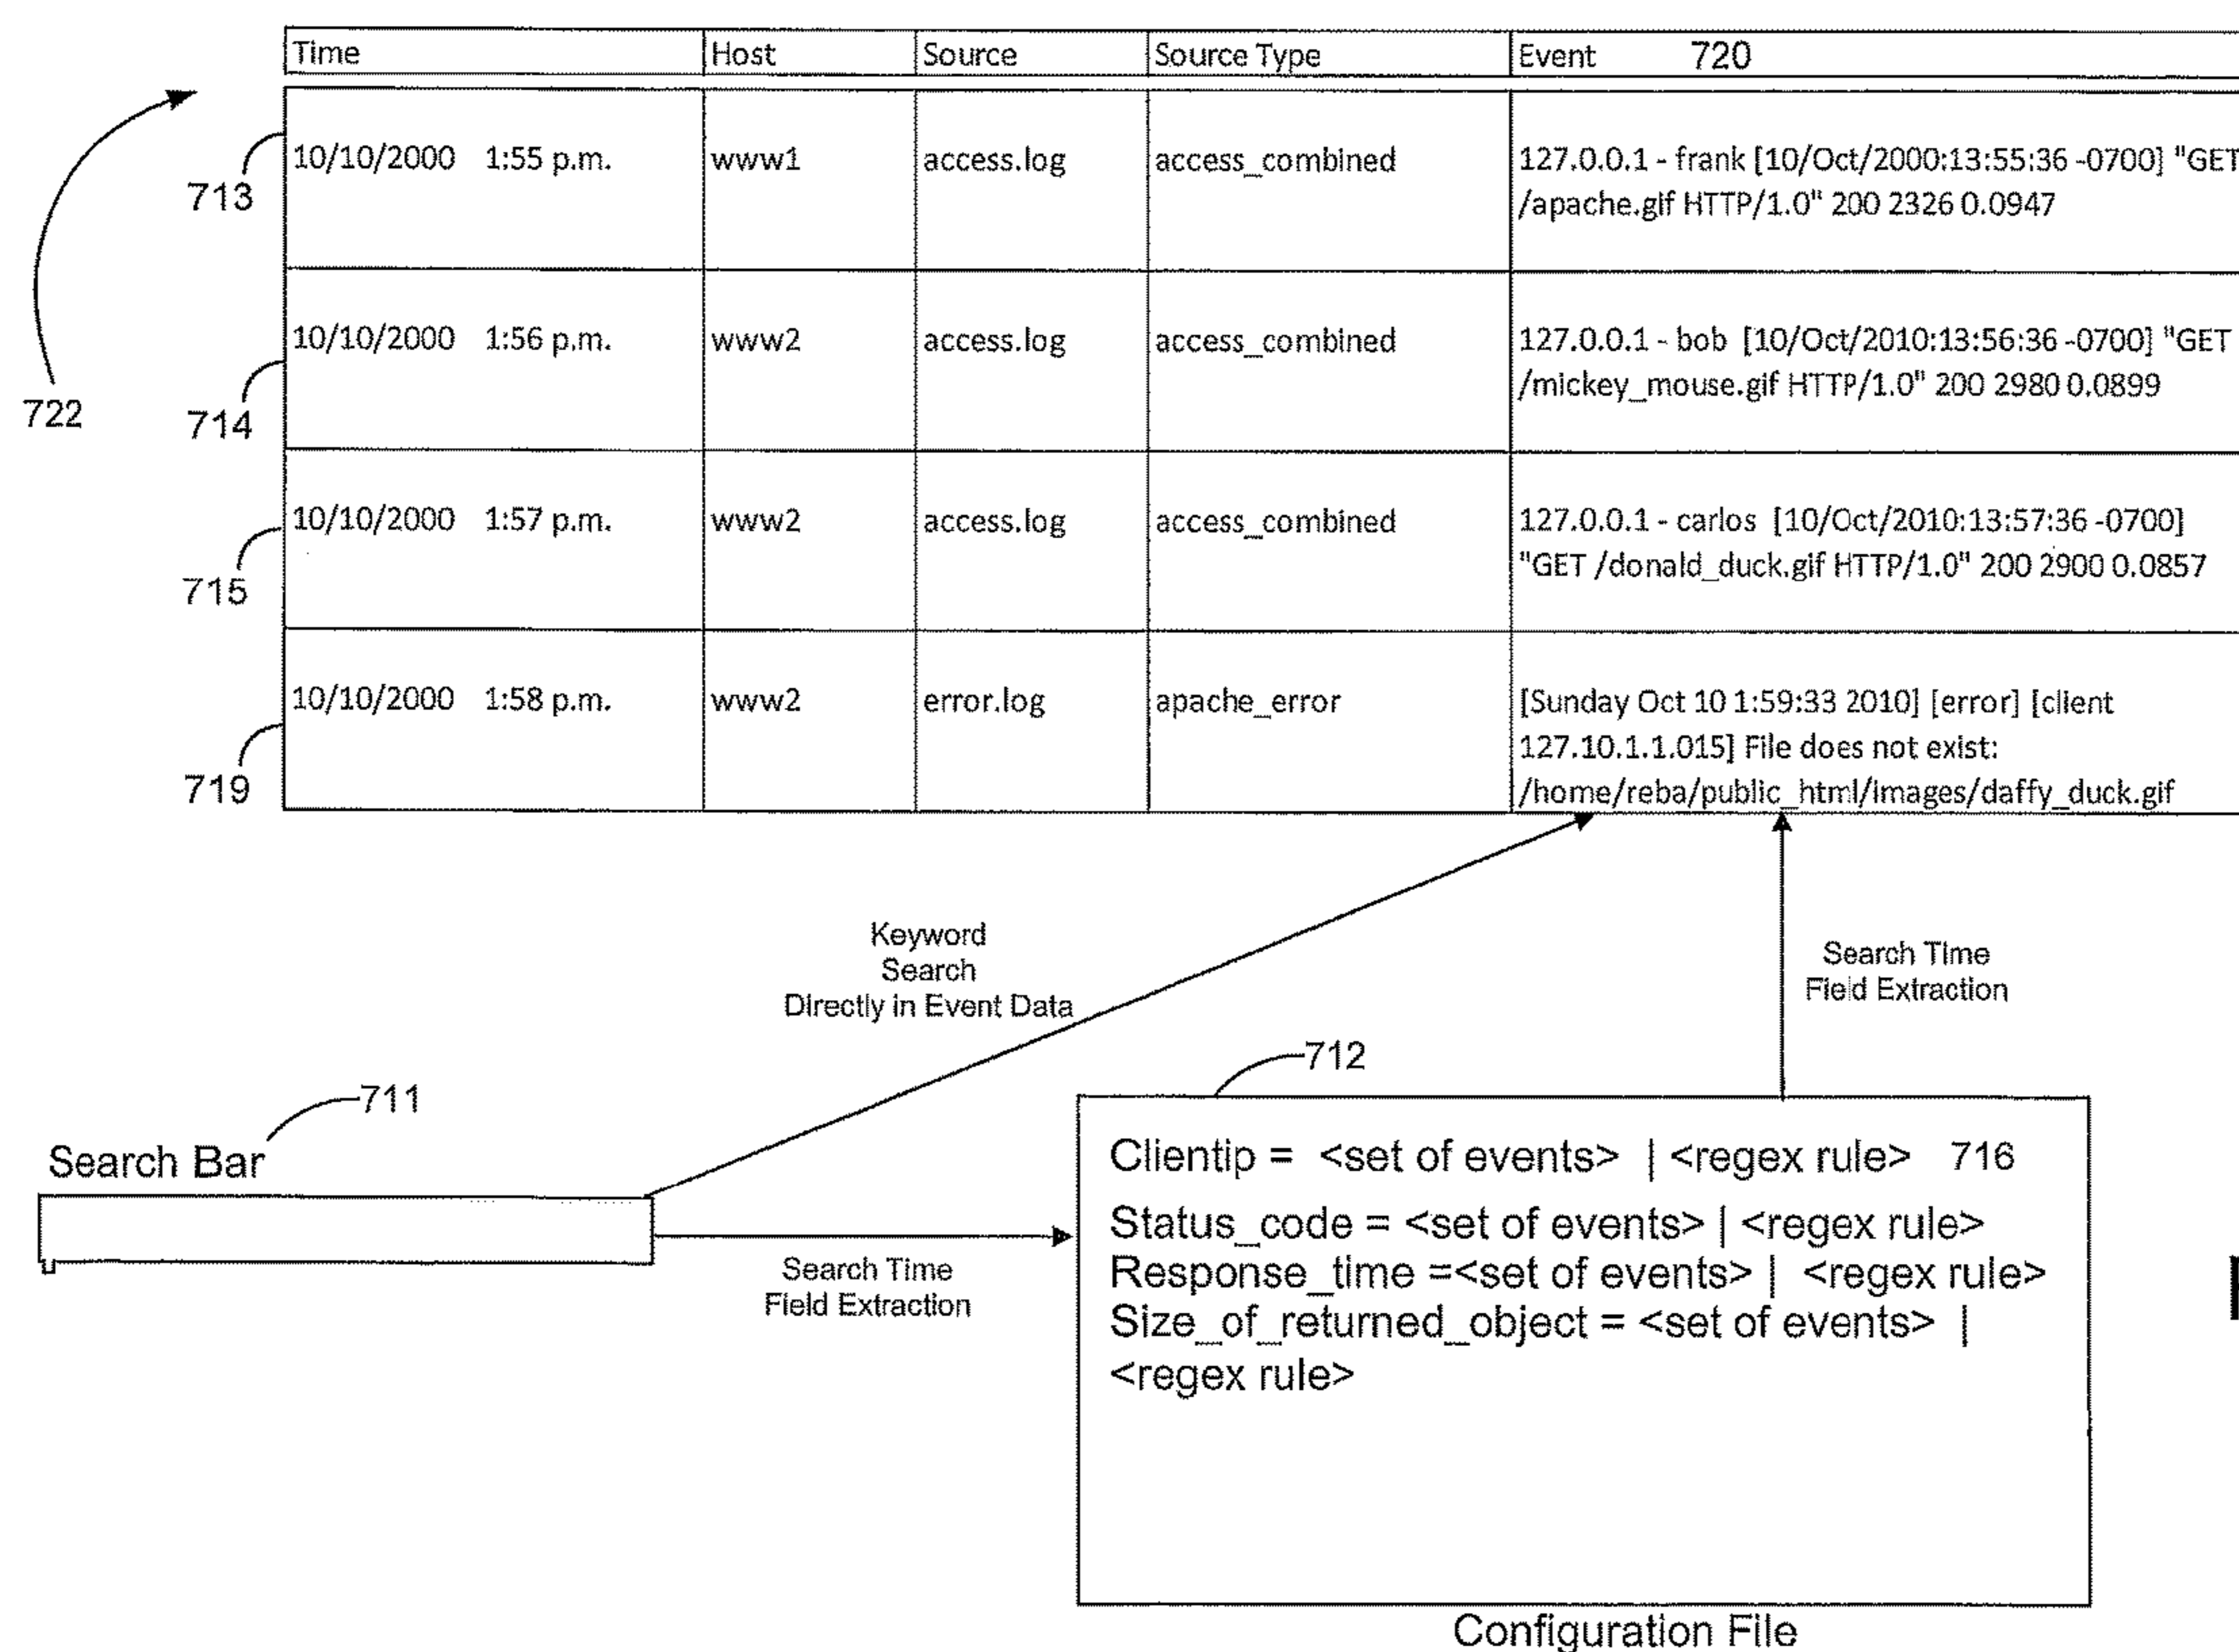 Time Host Source Source Type Event 720
10/10/2000 1:55 p.m. www1 access.log access_combined 127.0.0.1 - frank [10/Oct/2000:13:55:36 -0700] "GET
/apache.gif HTTP/1.0" 200 2326 0.0947
713
10/10/2000 1:56 p.m. www2 access.log access_combined 127.0.0.1 - bob [10/Oct/2010:13:56:36 -0700] "GET
/mickey_mouse.gif HTTP/1.0" 200 2980 0.0899
722
714
10/10/2000 1:57 p.m. www2 access.log access_combined 127.0.0.1 - carlos [10/Oct/2010:13:57:36 -0700]
"GET /donald_duck.gif HTTP/1.0" 200 2900 0.0857
715
10/10/2000 1:58 p.m. www2 error.log apache_error [Sunday Oct 10 1:59:33 2010] [error] [client
127.10.1.1.015] File does not exist:
/home/reba/public_html/images/daffy_duck.gif
719
Keyword
Search
Directly in Event Data
Search Time
Field Extraction
712
711
Search Bar
Search Time
Field Extraction
Clientip = <set of events> | <regex rule> 716
Status_code = <set of events> | <regex rule>
Response_time =<set of events> | <regex rule>
Size_of_returned_object = <set of events> |
<regex rule>
Configuration File